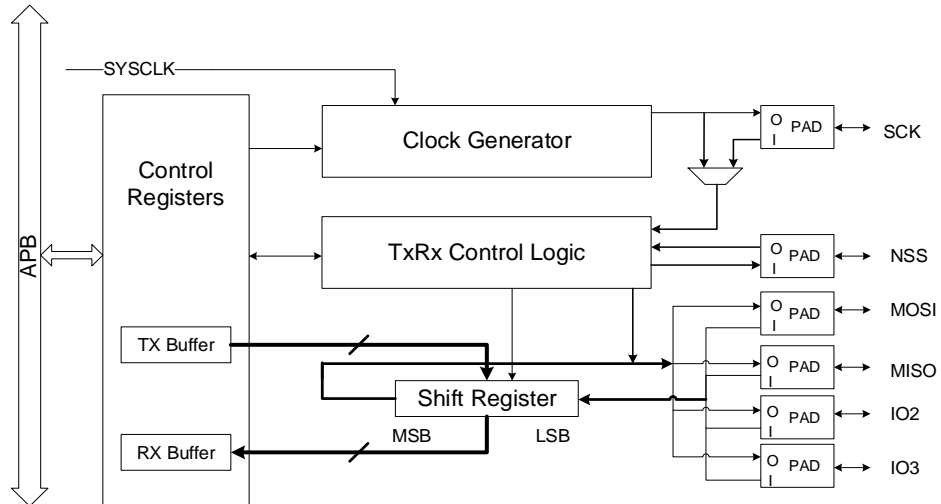 SYSCLK
Clock Generator
O
I
PAD
SCK
Control
Registers
APB
TxRx Control Logic
O
I
PAD
NSS
O
I
PAD
MOSI
TX Buffer
O
I
PAD
MISO
Shift Register
MSB
LSB
O
I
PAD
IO2
RX Buffer
O
I
PAD
IO3